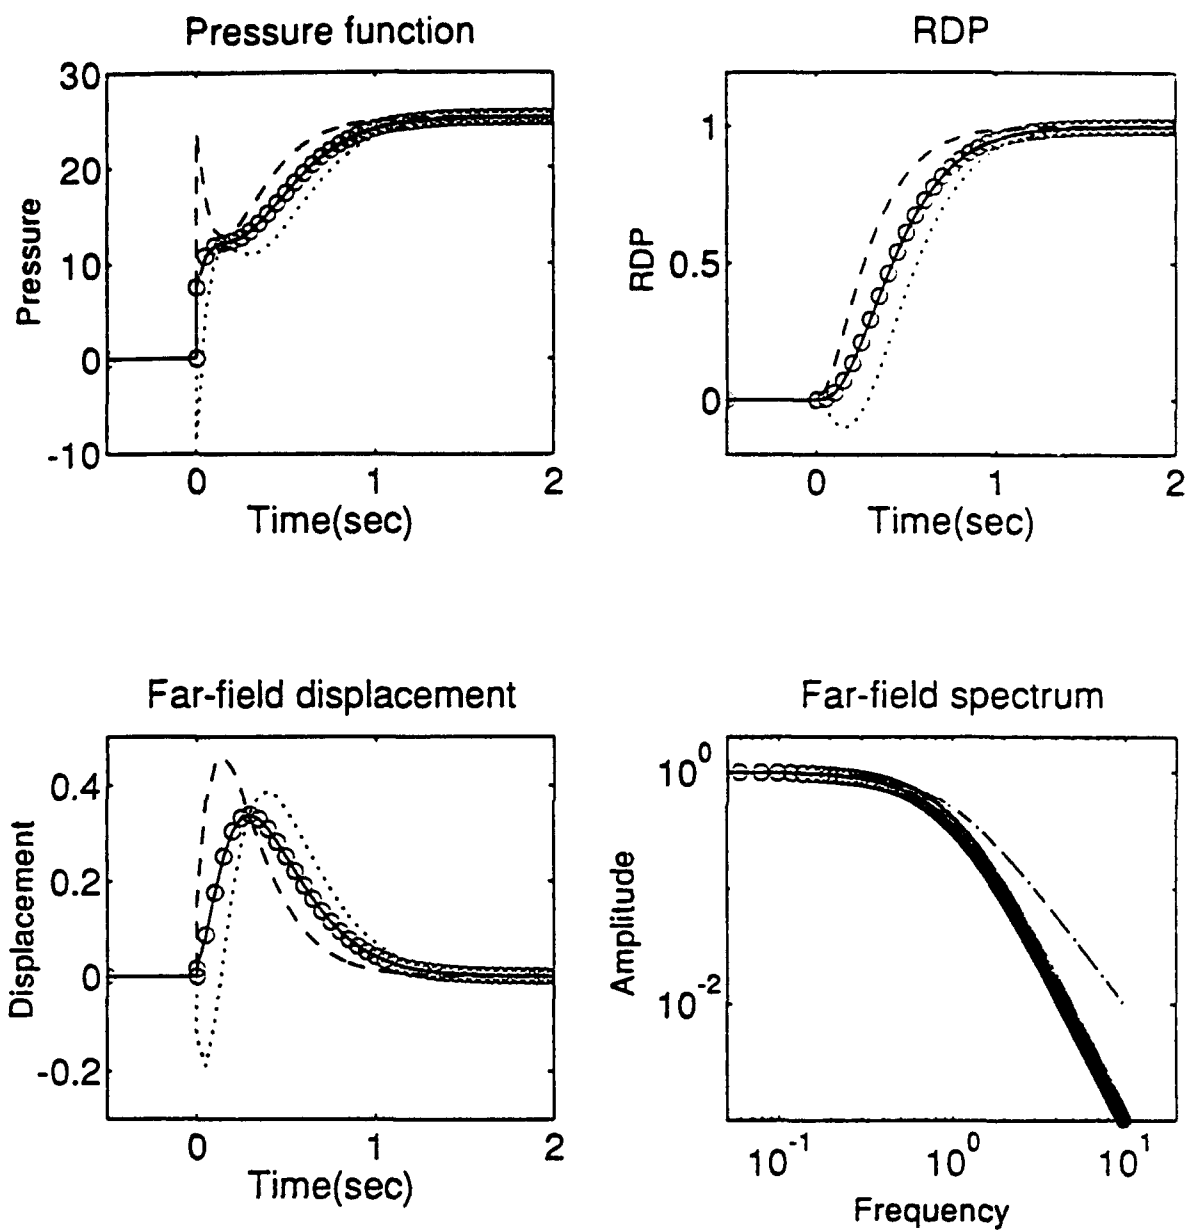 Pressure function
30
20
10
0
-10
Pressure
0 1 2
Time(sec)
RDP
1
0.5
0
RDP
0 1 2
Time(sec)
Far-field displacement
0.4
0.2
0
-0.2
Displacement
0 1 2
Time(sec)
Far-field spectrum
10^0
10^-2
Amplitude
10^-1 10^0 10^1
Frequency